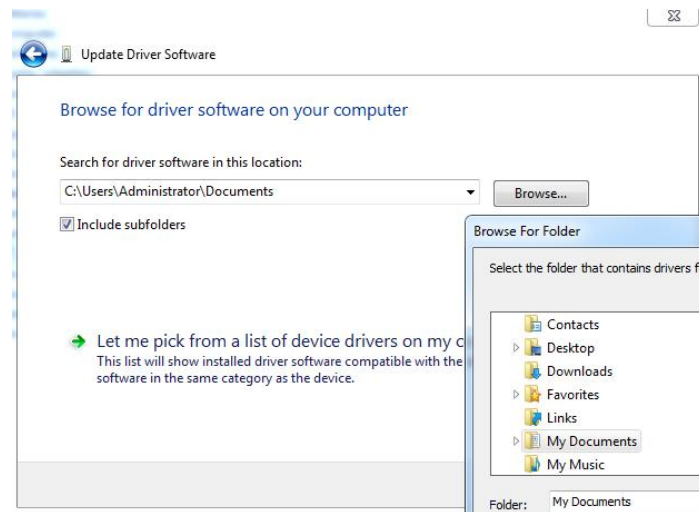 Update Driver Software
Browse for driver software on your computer
Search for driver software in this location:
C:\Users\Administrator\Documents
Browse...
Include subfolders
Browse For Folder
Select the folder that contains drivers f
Let me pick from a list of device drivers on my c
This list will show installed driver software compatible with the
software in the same category as the device.
Contacts
Desktop
Downloads
Favorites
Links
My Documents
My Music
Folder: My Documents